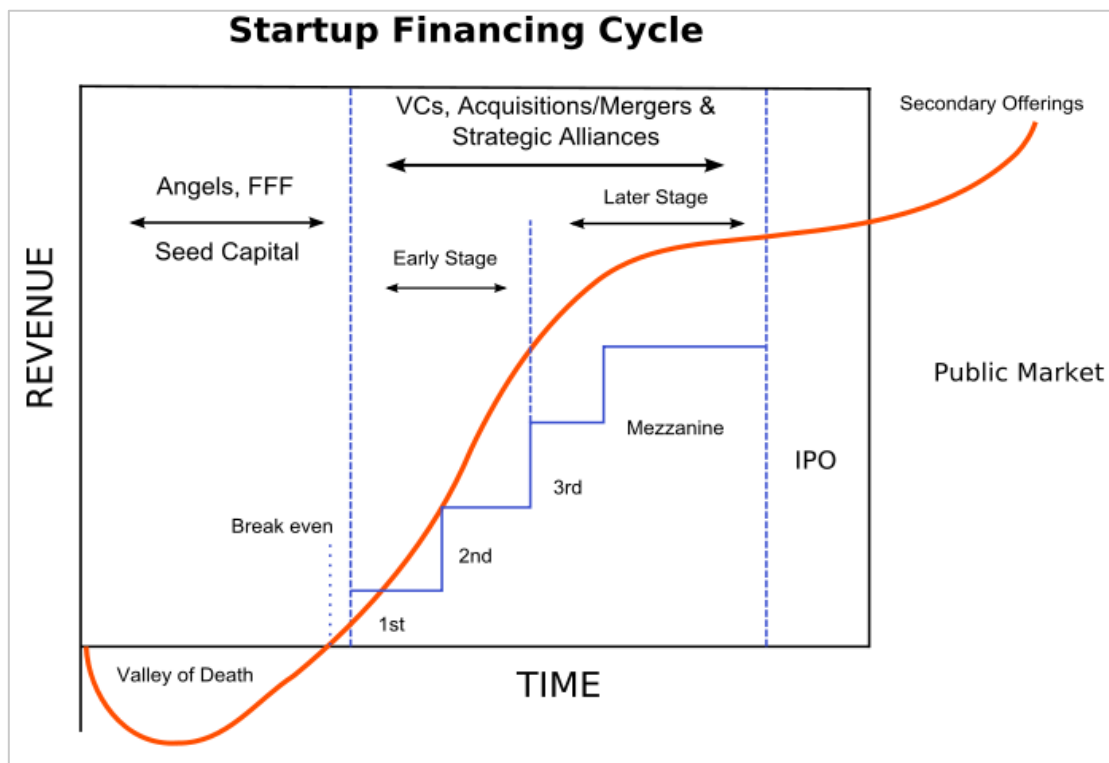 Startup Financing Cycle
Secondary Offerings
VCs, Acquisitions/Mergers &
Strategic Alliances
Angels, FFF
Later Stage
Seed Capital
Early Stage
REVENUE
Public Market
Mezzanine
IPO
3rd
Break even
2nd
1st
Valley of Death
TIME